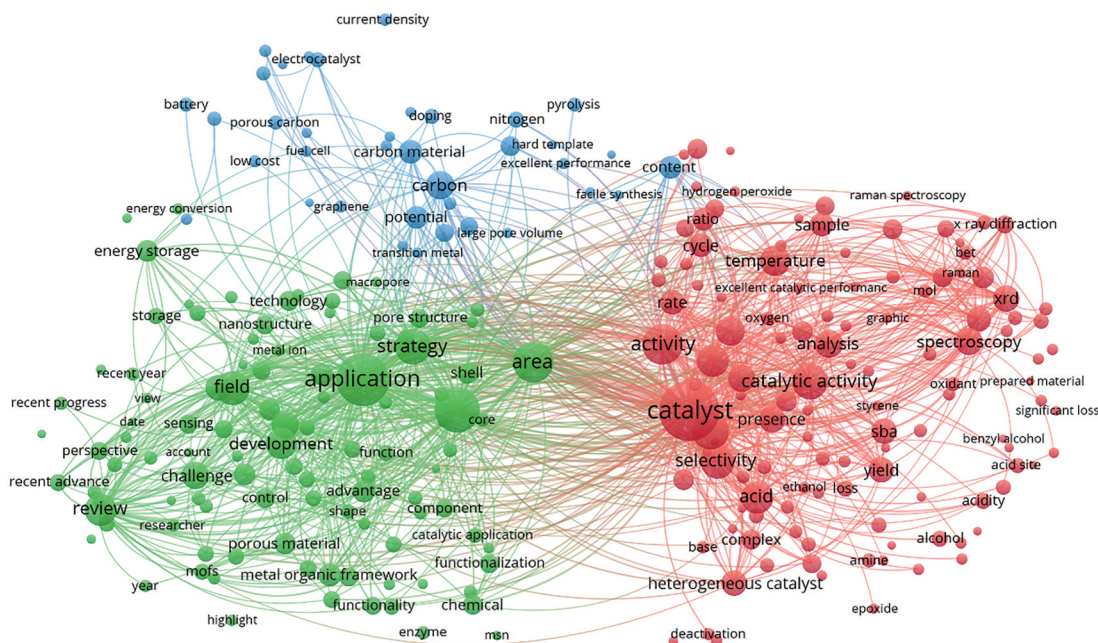 current density
electrocatalyst
battery
doping
nitrogen
pyrolysis
porous carbon
fuel cell
carbon material
hard template
low cost
excellent performance
content
carbon
facile synthesis
hydrogen peroxide
raman spectroscopy
energy conversion
graphene
potential
ratio
sample
x ray diffraction
large pore volume
energy storage
transition metal
cycle
temperature
bet
macropore
raman
excellent catalytic performanc
mol
xrd
technology
rate
storage
pore structure
oxygen
graphic
nanostructure
metal ion
strategy
area
activity
analysis
spectroscopy
recent year
application
shell
catalytic activity
oxidant
prepared material
view
field
recent progress
date
styrene
significant loss
sensing
core
catalyst
presence
sba
benzyl alcohol
perspective
account
development
function
selectivity
acid site
recent advance
challenge
yield
control
advantage
ethanol
loss
acidity
review
shape
component
acid
researcher
catalytic application
base
complex
alcohol
porous material
functionalization
amine
mofs
metal organic framework
heterogeneous catalyst
year
functionality
chemical
epoxide
highlight
enzyme
msn
deactivation